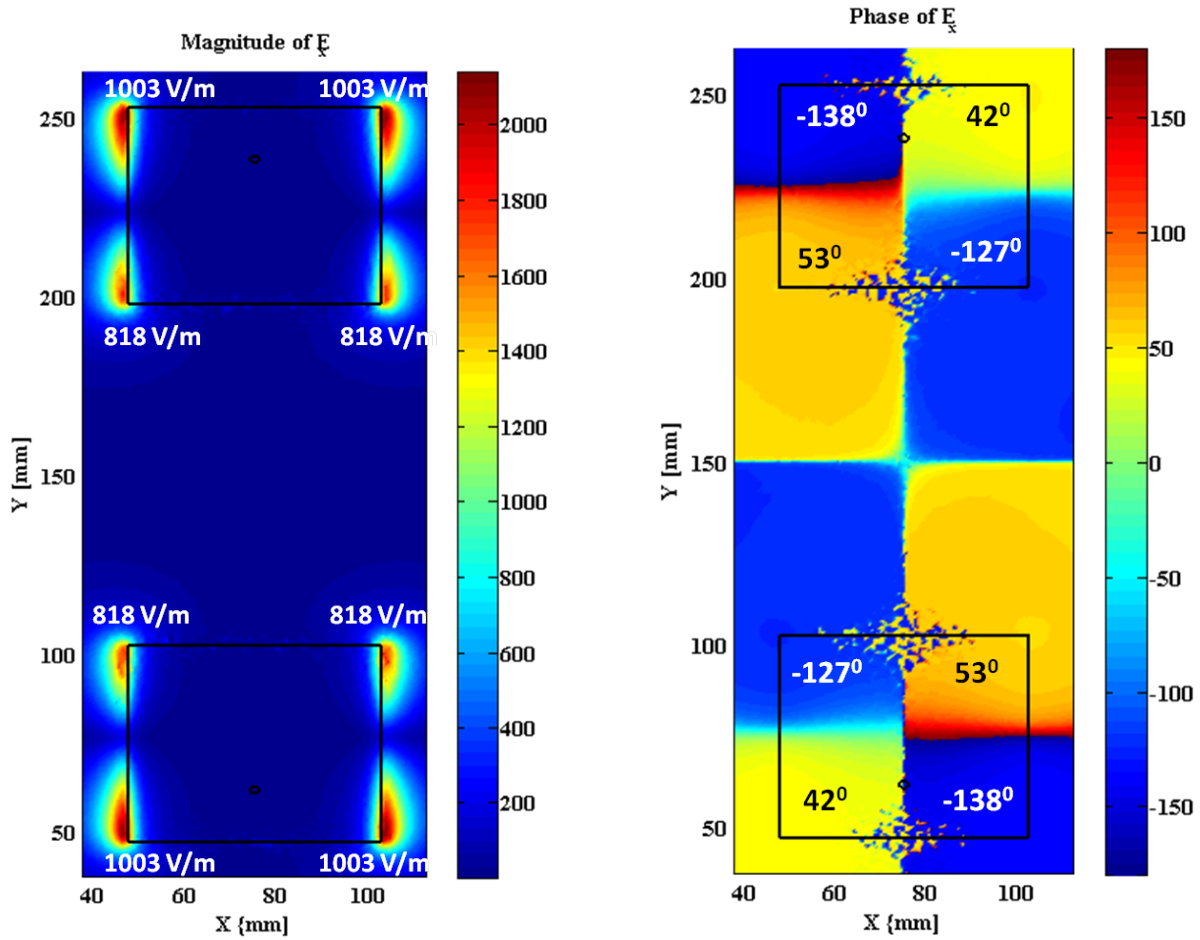 Magnitude of Ex
1003 V/m 1003 V/m
818 V/m 818 V/m
818 V/m 818 V/m
1003 V/m 1003 V/m
250
200
150
100
50
Y [mm]
40 60 80 100
X {mm]
2000
1800
1600
1400
1200
1000
800
600
400
200
Phase of Ex
-138⁰ 42⁰
53⁰ -127⁰
-127⁰ 53⁰
42⁰ -138⁰
250
200
150
100
50
Y [mm]
40 60 80 100
X {mm]
150
100
50
0
-50
-100
-150